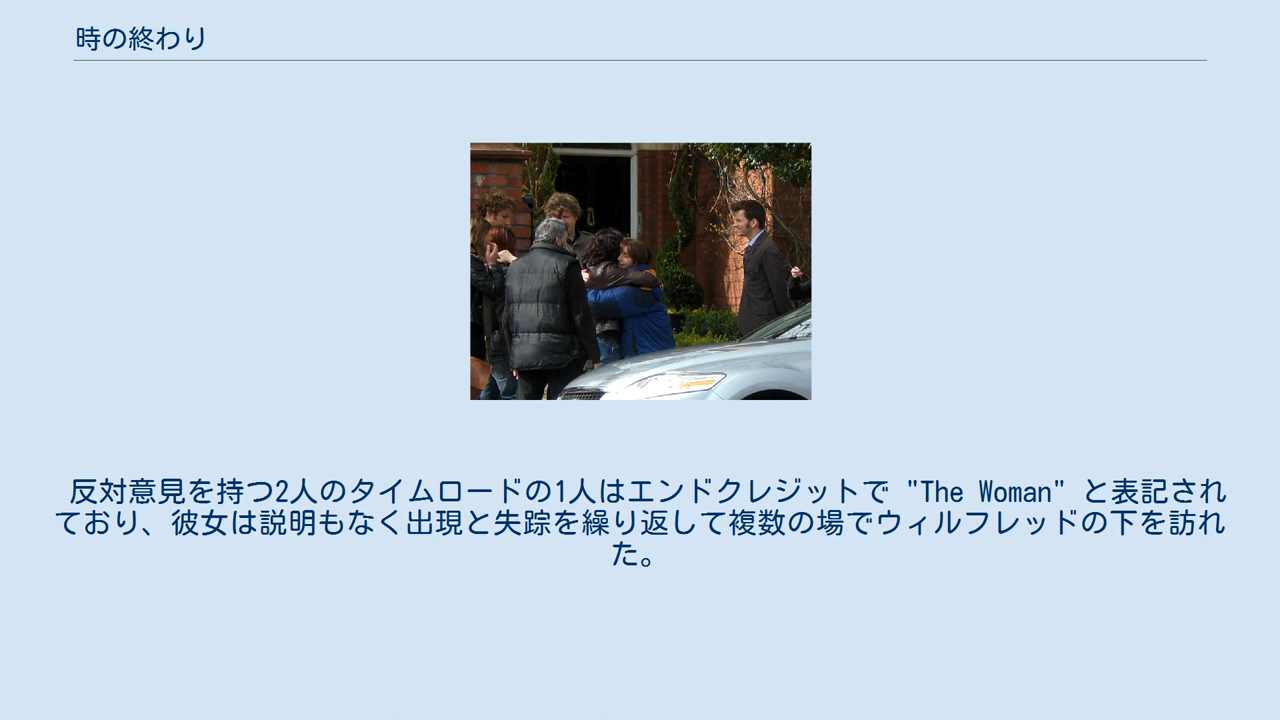 時の終わり
反対意見を持つ2人のタイムロードの1人はエンドクレジットで "The Woman" と表記され
ており、彼女は説明もなく出現と失踪を繰り返して複数の場でウィルフレッドの下を訪れ
た。